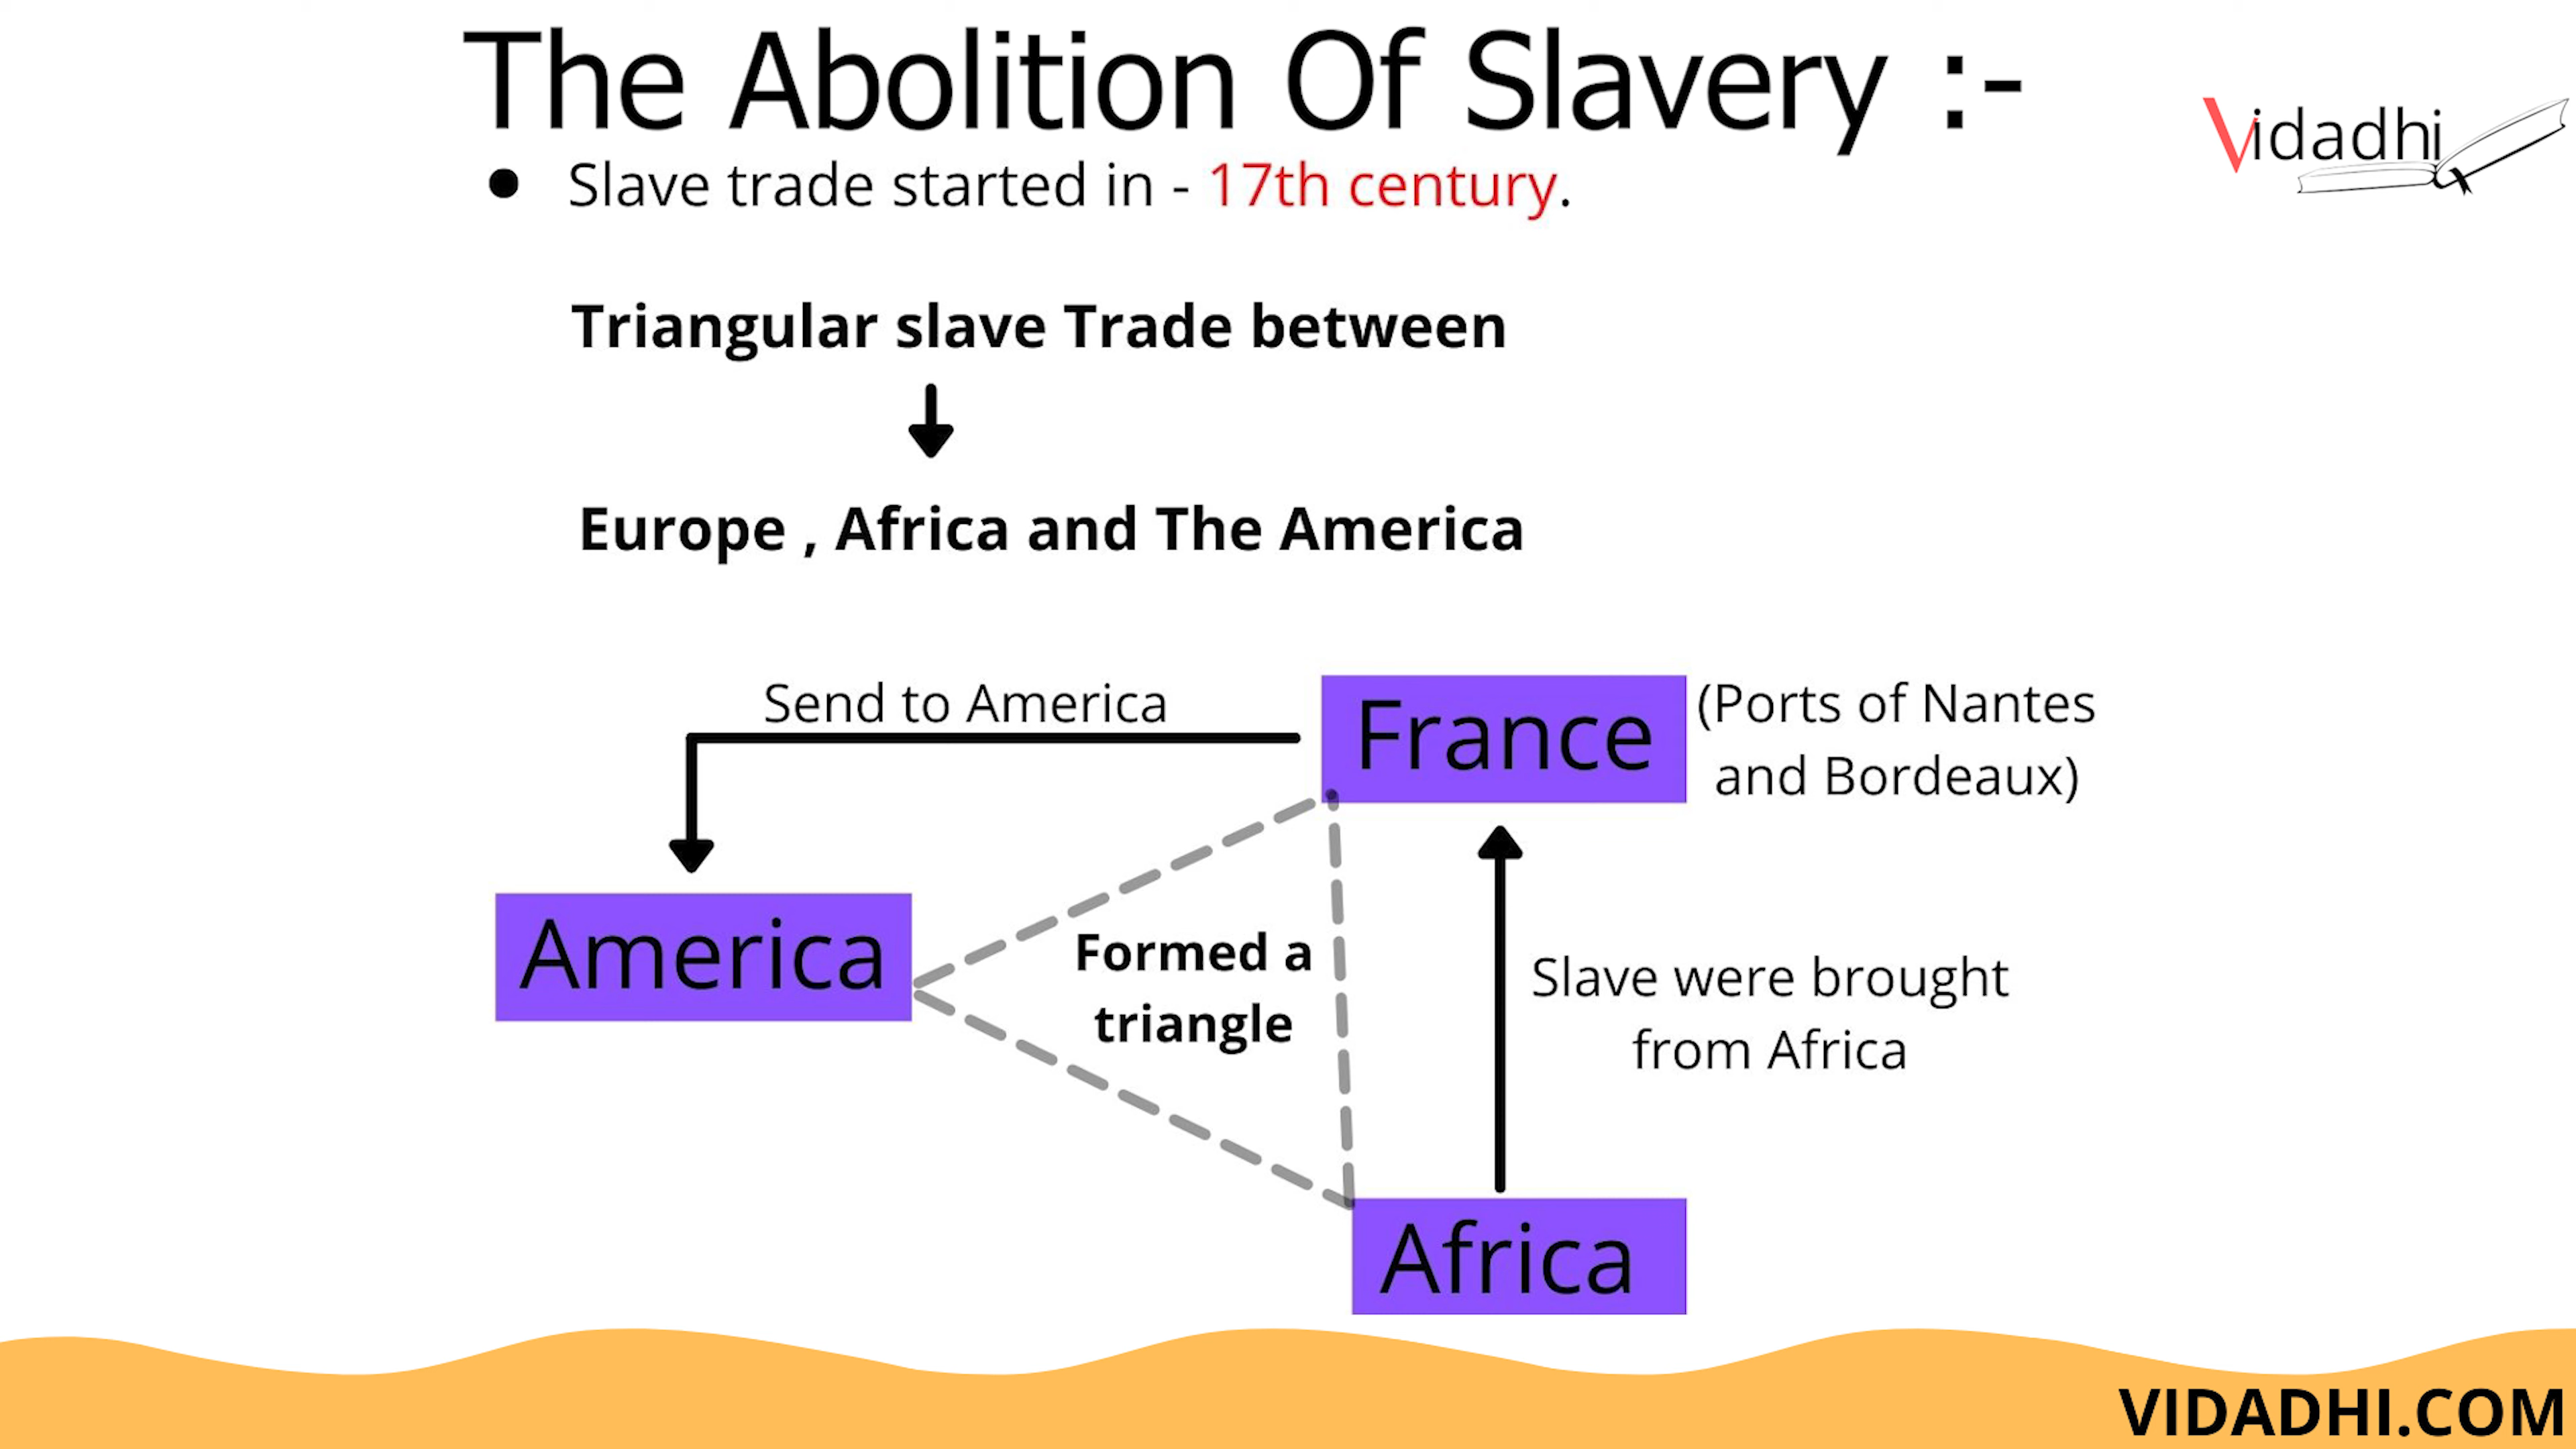 The Abolition Of Slavery :-
Vidadhi
● Slave trade started in - 17th century.
Triangular slave Trade between
Europe , Africa and The America
Send to America
France
(Ports of Nantes
and Bordeaux)
America
Formed a
triangle
Slave were brought
from Africa
Africa
VIDADHI.COM